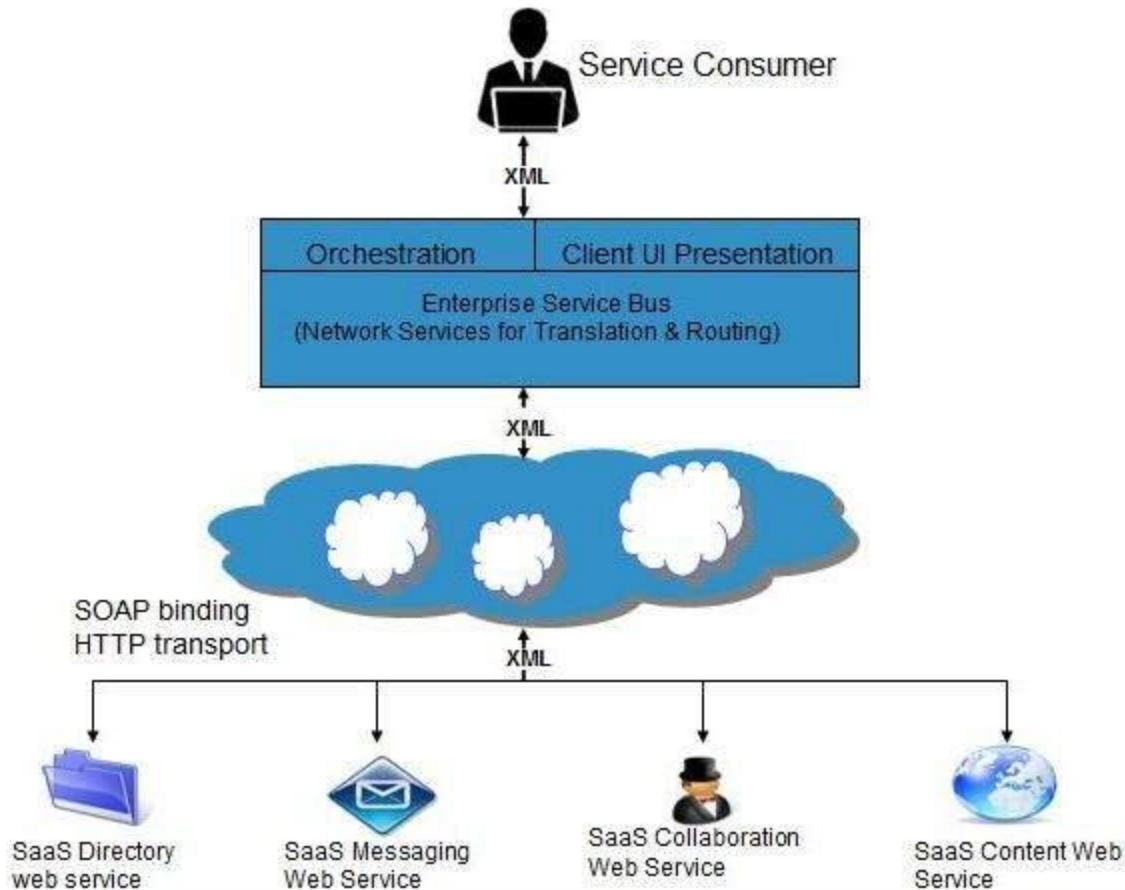 Service Consumer
XML
Orchestration
Client UI Presentation
Enterprise Service Bus
(Network Services for Translation & Routing)
XML
SOAP binding
HTTP transport
XML
SaaS Directory
web service
SaaS Messaging
Web Service
SaaS Collaboration
Web Service
SaaS Content Web
Service